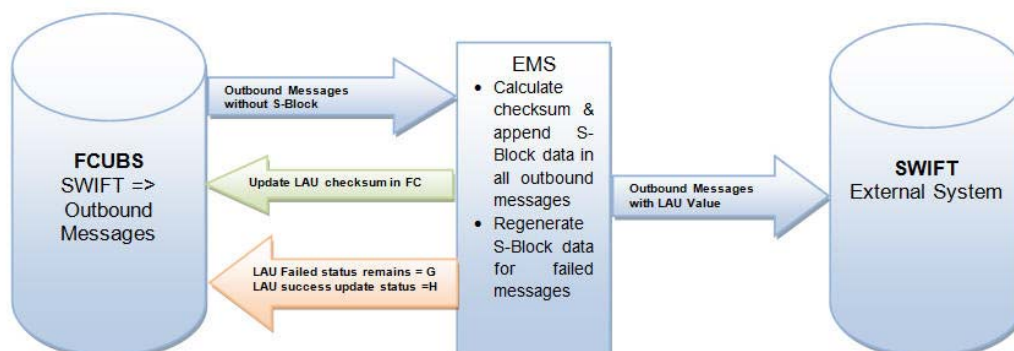 FCUBS
SWIFT =>
Outbound
Messages
Outbound Messages
without S-Block
Update LAU checksum in FC
LAU Failed status remains = G
LAU success update status =H
EMS
• Calculate
checksum &
append S-
Block data in
all outbound
messages
• Regenerate
S-Block data
for failed
messages
Outbound Messages
with LAU Value
SWIFT
External System